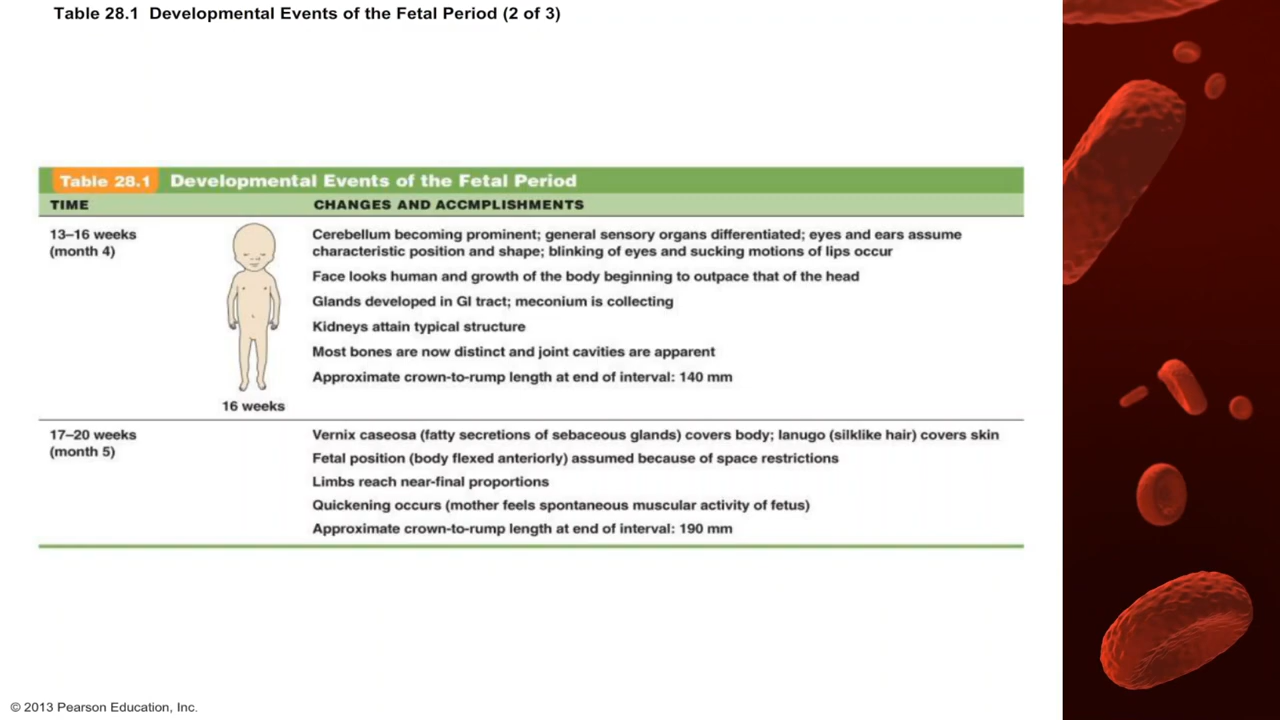 Table 28.1 Developmental Events of the Fetal Period (2 of 3)
Table 28.1 Developmental Events of the Fetal Period
TIME CHANGES AND ACCMPLISHMENTS
13–16 weeks
(month 4)
Cerebellum becoming prominent; general sensory organs differentiated; eyes and ears assume
characteristic position and shape; blinking of eyes and sucking motions of lips occur
Face looks human and growth of the body beginning to outpace that of the head
Glands developed in GI tract; meconium is collecting
Kidneys attain typical structure
Most bones are now distinct and joint cavities are apparent
Approximate crown-to-rump length at end of interval: 140 mm
16 weeks
17–20 weeks
(month 5)
Vernix caseosa (fatty secretions of sebaceous glands) covers body; lanugo (silklike hair) covers skin
Fetal position (body flexed anteriorly) assumed because of space restrictions
Limbs reach near-final proportions
Quickening occurs (mother feels spontaneous muscular activity of fetus)
Approximate crown-to-rump length at end of interval: 190 mm
© 2013 Pearson Education, Inc.